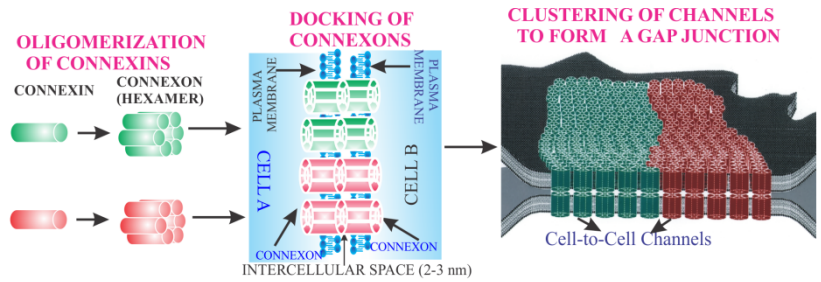 OLIGOMERIZATION
OF CONNEXINS
CONNEXIN
CONNEXON
(HEXAMER)
DOCKING OF
CONNEXONS
PLASMA
MEMBRANE
PLASMA
MEMBRANE
CELL A
CELL B
CONNEXON
CONNEXON
INTERCELLULAR SPACE (2-3 nm)
CLUSTERING OF CHANNELS
TO FORM A GAP JUNCTION
Cell-to-Cell Channels